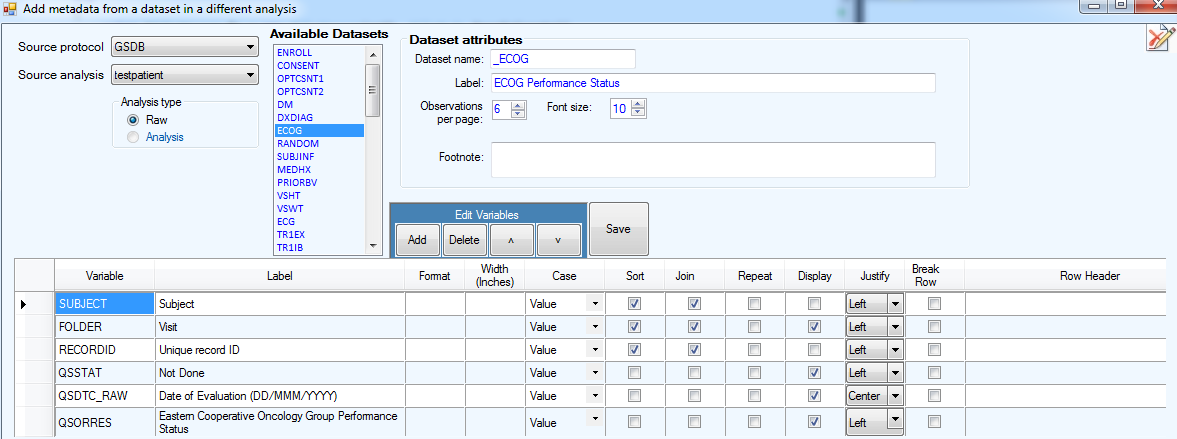 Add metadata from a dataset in a different analysis
Source protocol GSDB
Source analysis testpatient
Analysis type
Raw
Analysis
Available Datasets
ENROLL
CONSENT
OPTCSNT1
OPTCSNT2
DM
DXDIAG
ECOG
RANDOM
SUBJINF
MEDHX
PRIORBV
VSHT
VSWT
ECG
TR1EX
TR1IB
Dataset attributes
Dataset name: _ECOG
Label: ECOG Performance Status
Observations per page: 6 Font size: 10
Footnote:
Edit Variables
Add Delete ^ v
Save
Variable Label Format Width (Inches) Case Sort Join Repeat Display Justify Break Row Row Header
SUBJECT Subject Value Left
FOLDER Visit Value Left
RECORDID Unique record ID Value Left
QSSTAT Not Done Value Left
QSDTC_RAW Date of Evaluation (DD/MMM/YYYY) Value Center
QSORRES Eastern Cooperative Oncology Group Performance Status Value Left